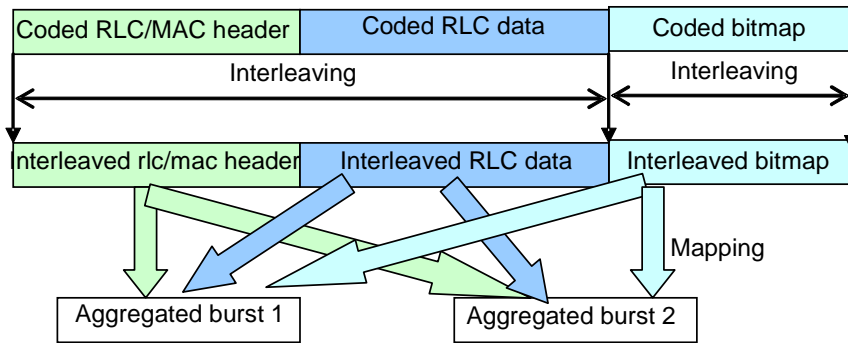 Coded RLC/MAC header
Coded RLC data
Coded bitmap
Interleaving
Interleaving
Interleaved rlc/mac header
Interleaved RLC data
Interleaved bitmap
Mapping
Aggregated burst 1
Aggregated burst 2